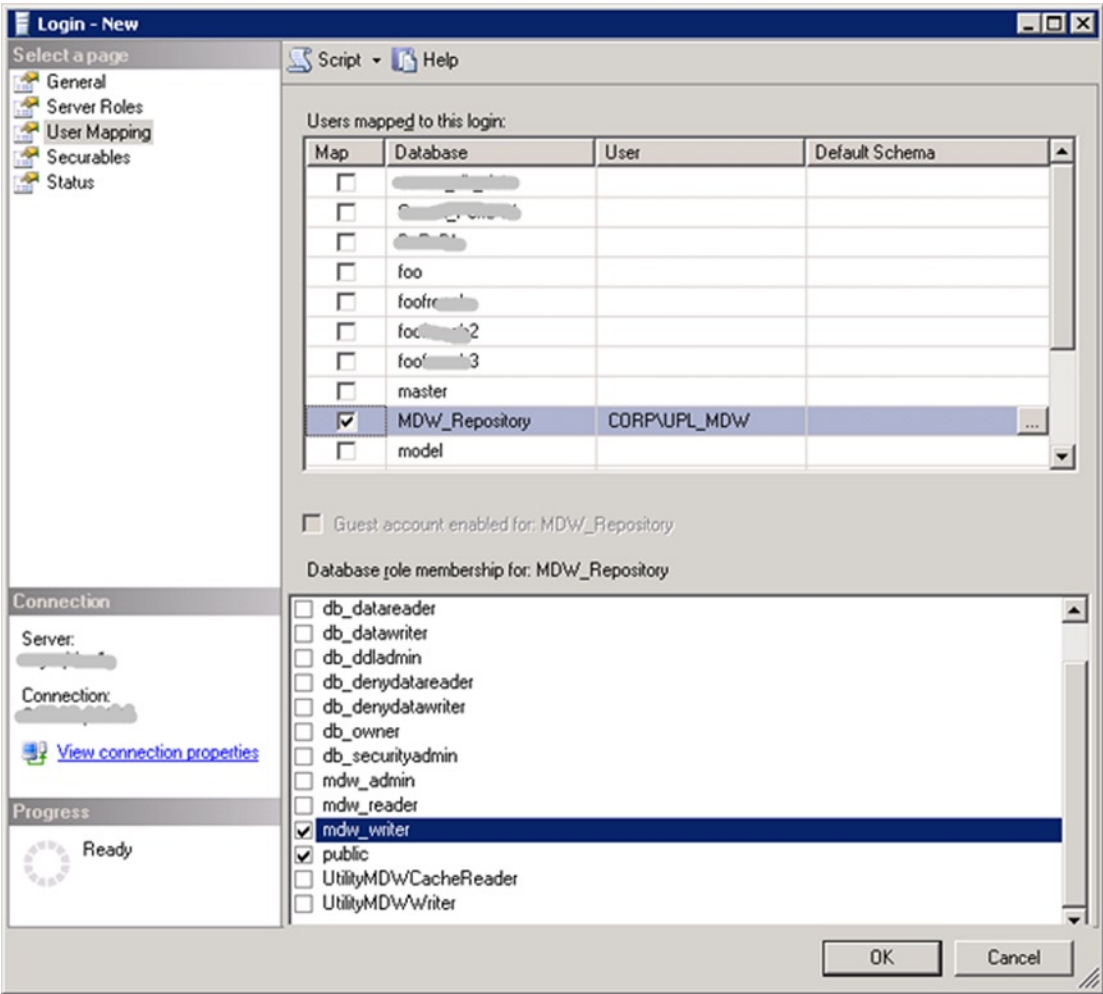 Login - New
Select a page
General
Server Roles
User Mapping
Securables
Status
Script Help
Users mapped to this login:
Map Database User Default Schema
foo
master
MDW_Repository CORP\UPL_MDW ...
model
Guest account enabled for: MDW_Repository
Database role membership for: MDW_Repository
db_datareader
db_datawriter
db_ddladmin
db_denydatareader
db_denydatawriter
db_owner
db_securityadmin
mdw_admin
mdw_reader
mdw_writer
public
UtilityMDWCacheReader
UtilityMDWWriter
Connection
Server:
Connection:
View connection properties
Progress
Ready
OK Cancel